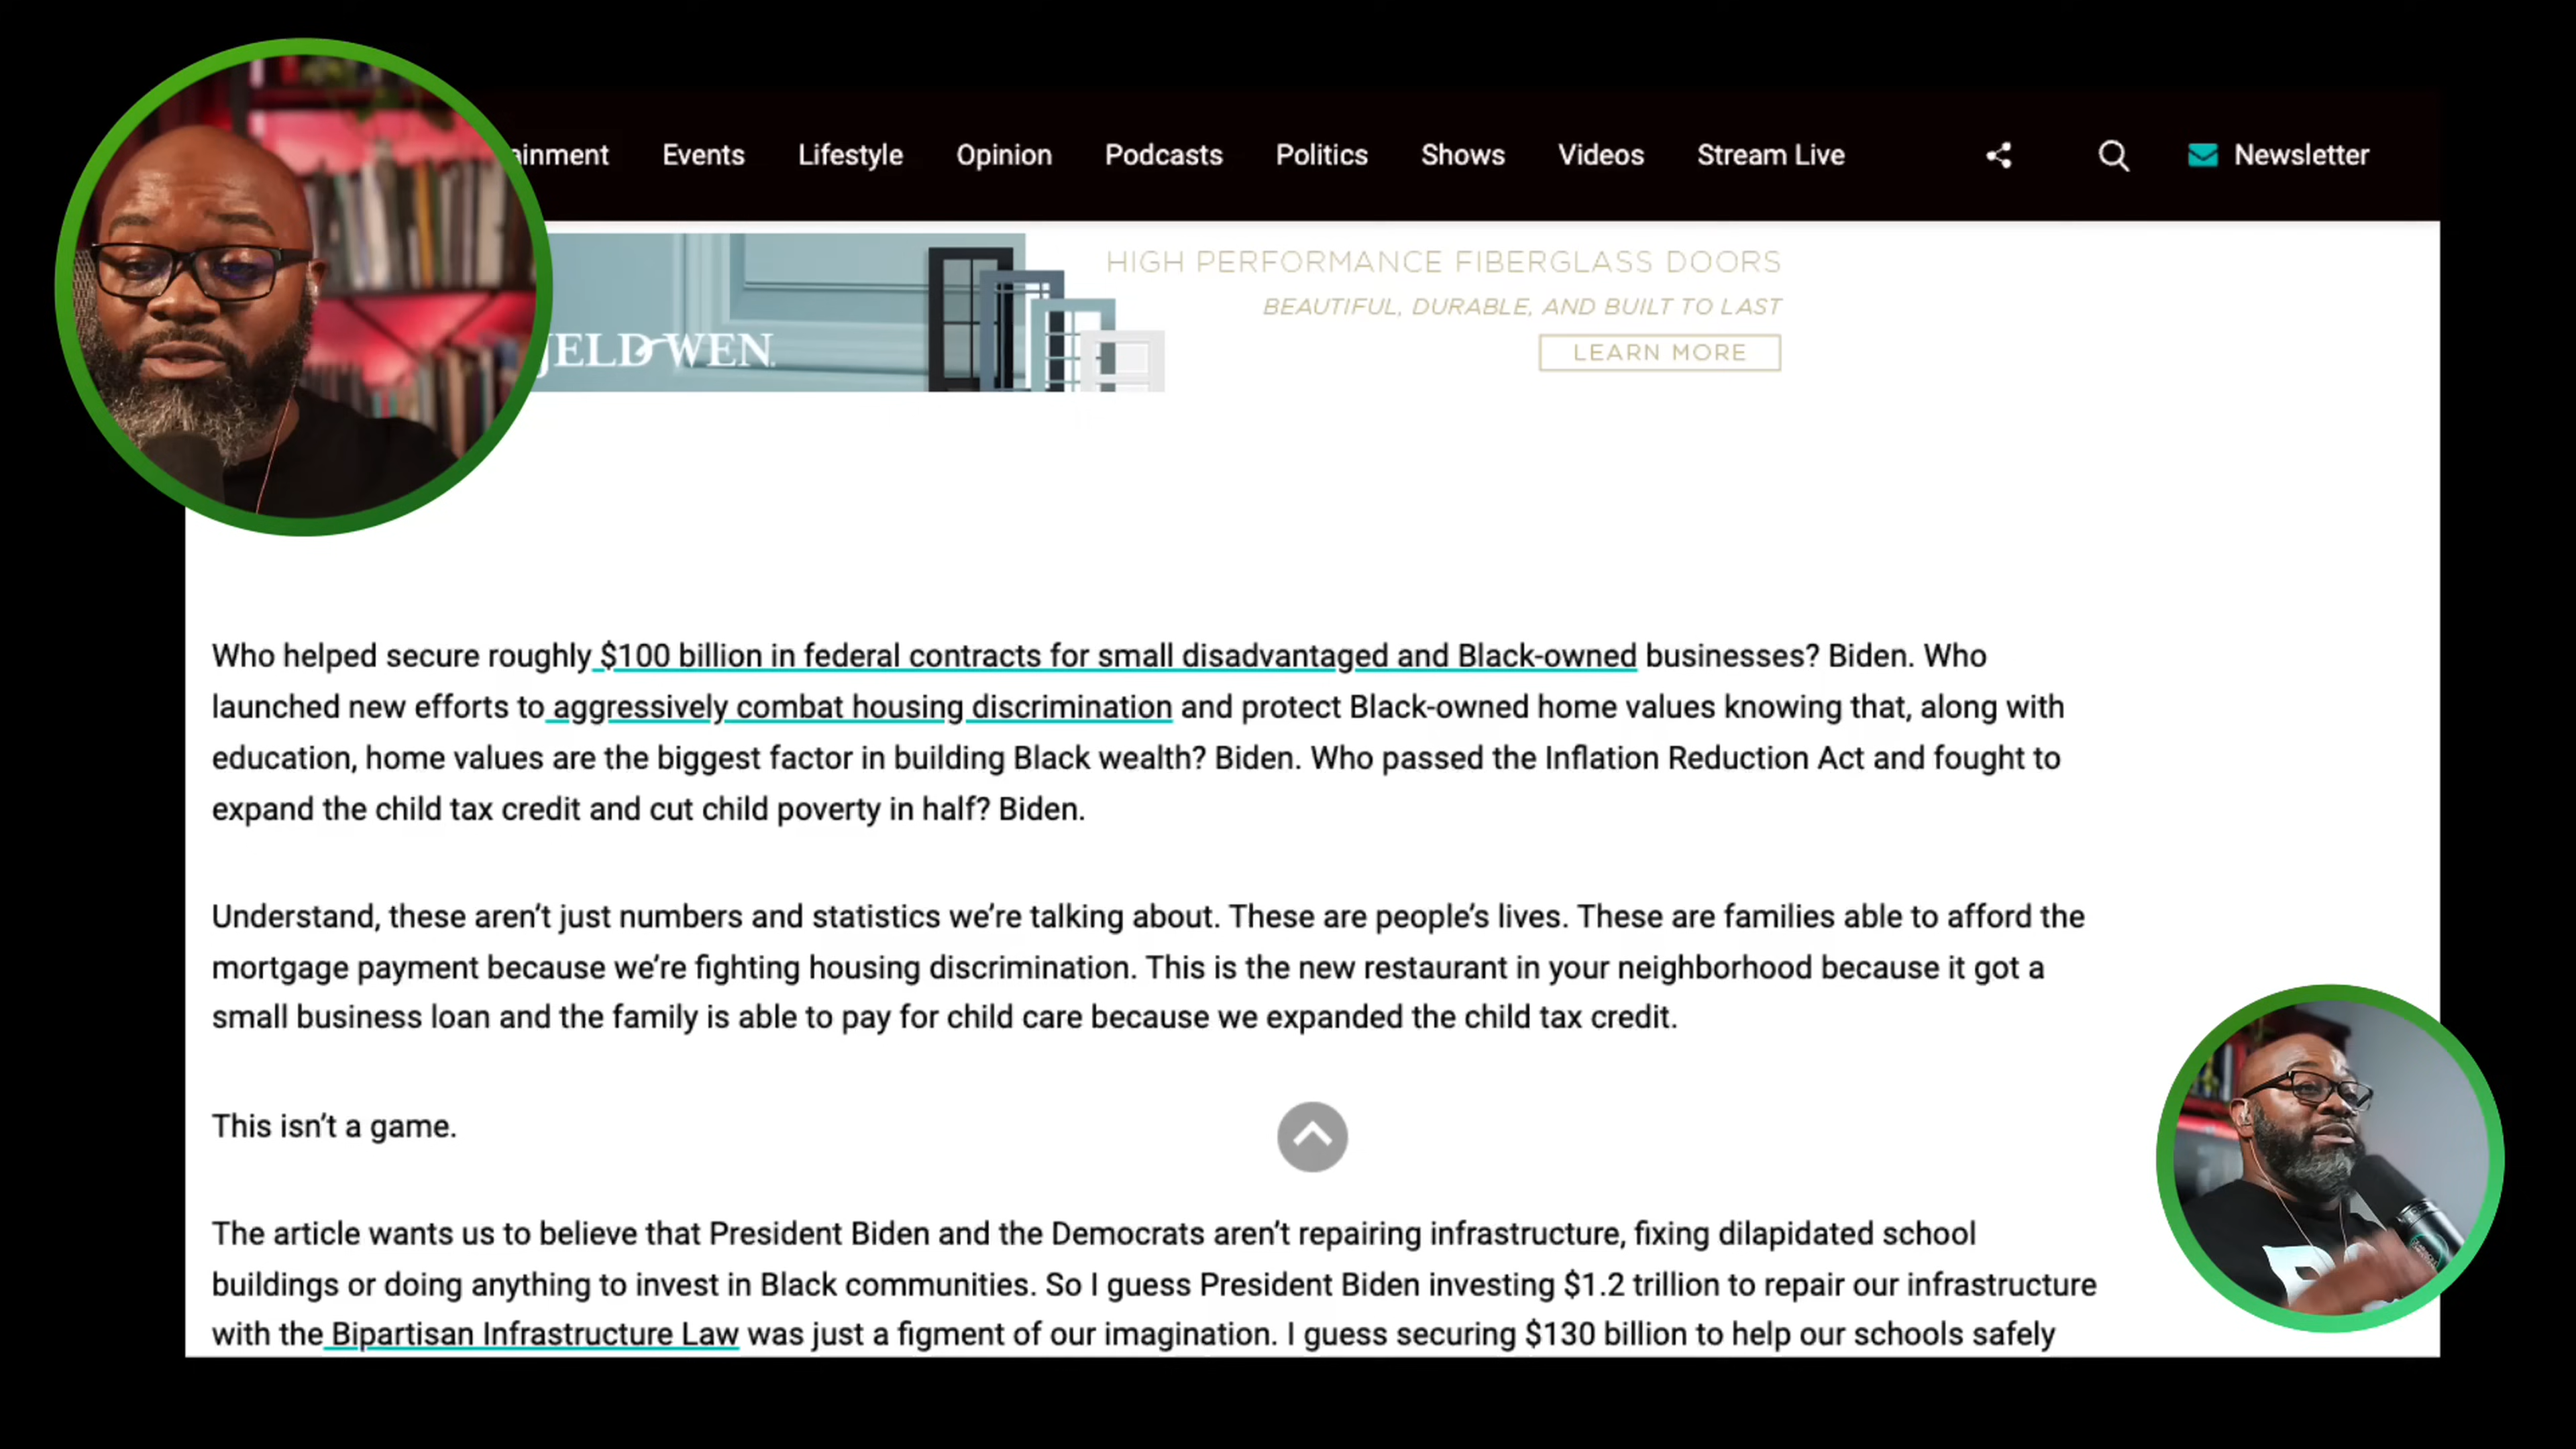 ainment Events Lifestyle Opinion Podcasts Politics Shows Videos Stream Live Newsletter
HIGH PERFORMANCE FIBERGLASS DOORS
BEAUTIFUL, DURABLE, AND BUILT TO LAST
JELD WEN.
LEARN MORE
Who helped secure roughly $100 billion in federal contracts for small disadvantaged and Black-owned businesses? Biden. Who
launched new efforts to aggressively combat housing discrimination and protect Black-owned home values knowing that, along with
education, home values are the biggest factor in building Black wealth? Biden. Who passed the Inflation Reduction Act and fought to
expand the child tax credit and cut child poverty in half? Biden.
Understand, these aren’t just numbers and statistics we’re talking about. These are people’s lives. These are families able to afford the
mortgage payment because we’re fighting housing discrimination. This is the new restaurant in your neighborhood because it got a
small business loan and the family is able to pay for child care because we expanded the child tax credit.
This isn’t a game.
The article wants us to believe that President Biden and the Democrats aren’t repairing infrastructure, fixing dilapidated school
buildings or doing anything to invest in Black communities. So I guess President Biden investing $1.2 trillion to repair our infrastructure
with the Bipartisan Infrastructure Law was just a figment of our imagination. I guess securing $130 billion to help our schools safely